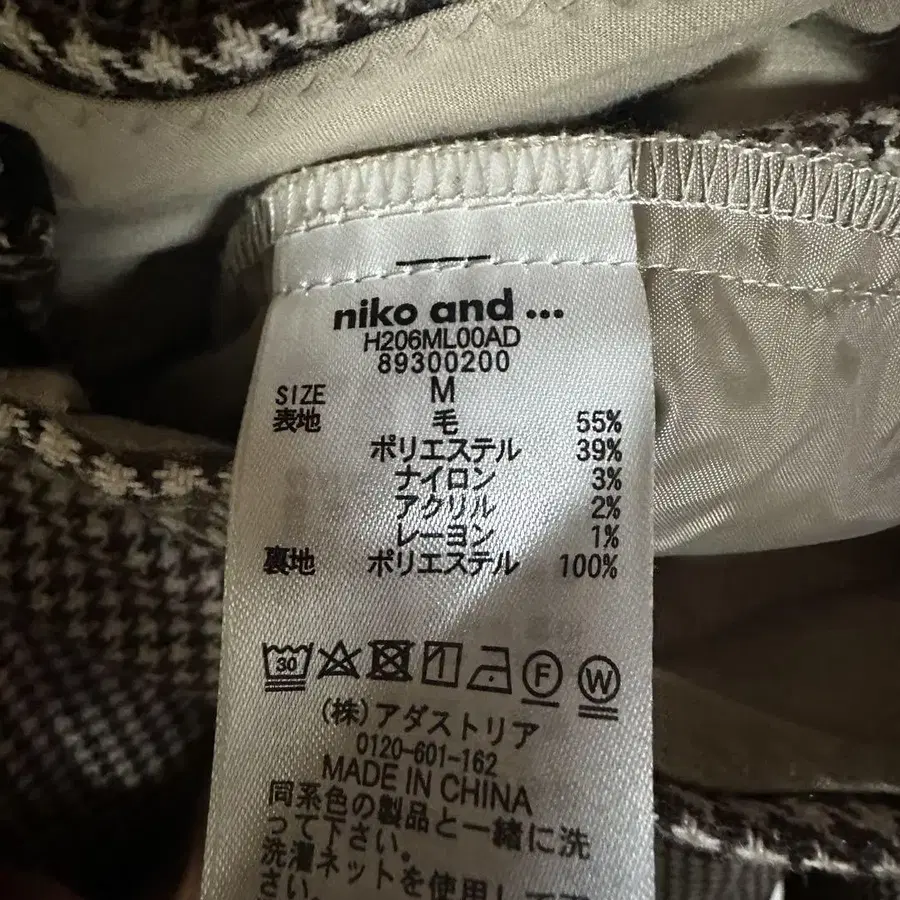 niko and ...
H206ML00AD
89300200
SIZE M
表地 毛 55%
ポリエステル 39%
ナイロン 3%
アクリル 2%
レーヨン 1%
裏地 ポリエステル 100%
30 F W
(株)アダストリア
0120-601-162
MADE IN CHINA
同系色の製品と一緒に洗
って下さい。
洗濯ネットを使用して下
さい。